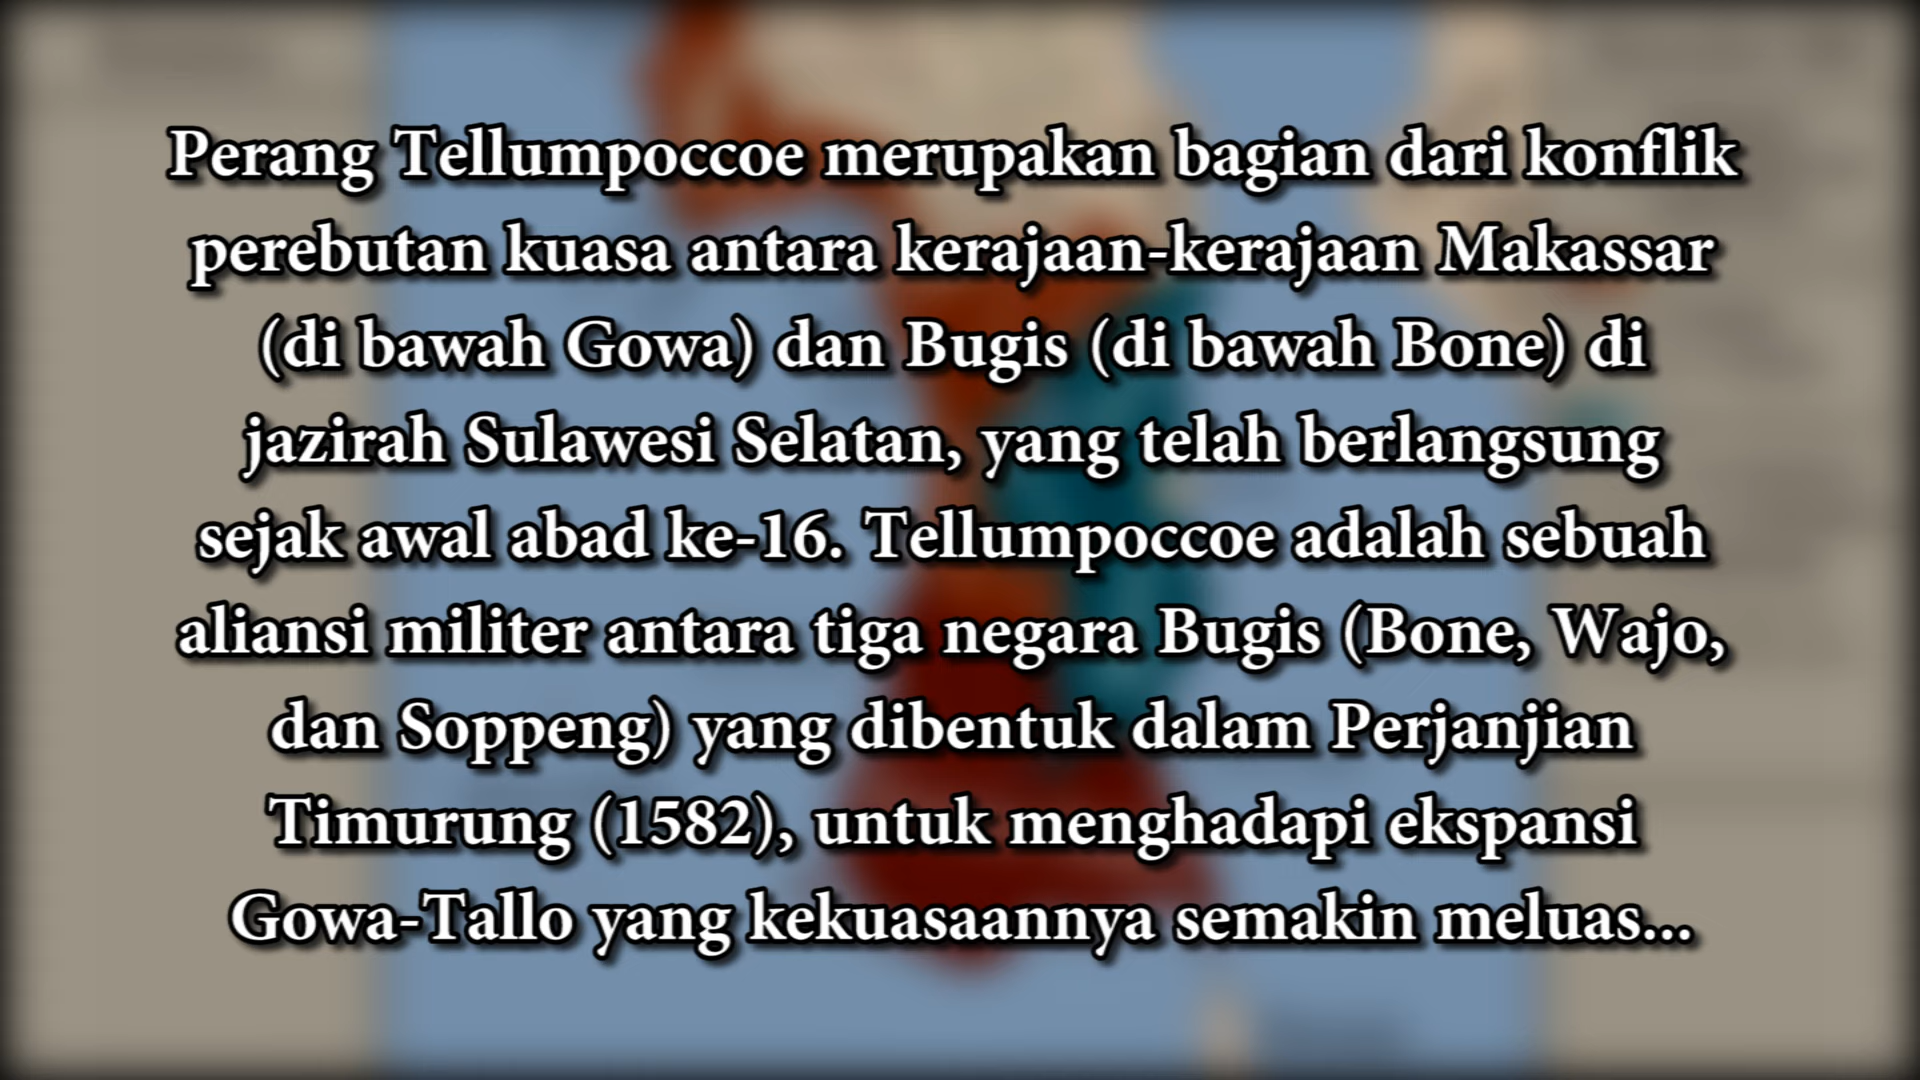 Perang Tellumpoccoe merupakan bagian dari konflik
perebutan kuasa antara kerajaan-kerajaan Makassar
(di bawah Gowa) dan Bugis (di bawah Bone) di
jazirah Sulawesi Selatan, yang telah berlangsung
sejak awal abad ke-16. Tellumpoccoe adalah sebuah
aliansi militer antara tiga negara Bugis (Bone, Wajo,
dan Soppeng) yang dibentuk dalam Perjanjian
Timurung (1582), untuk menghadapi ekspansi
Gowa-Tallo yang kekuasaannya semakin meluas...